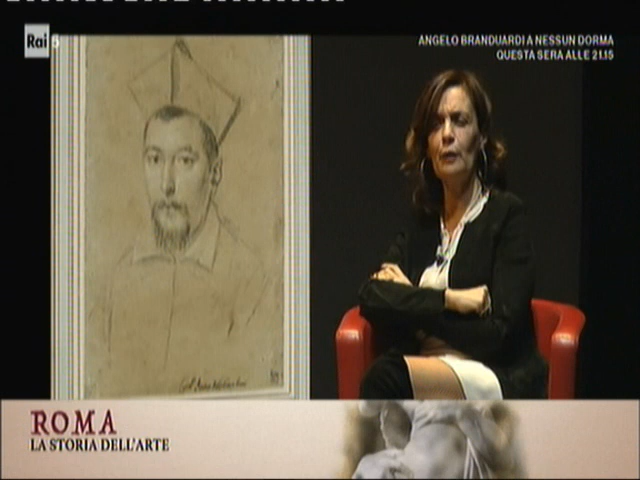 Rai 5
ANGELO BRANDUARDI A NESSUN DORMA
QUESTA SERA ALLE 21.15
ROMA
LA STORIA DELL'ARTE